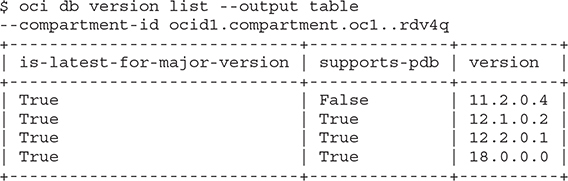 $ oci db version list --output table
--compartment-id ocid1.compartment.oc1..rdv4q
+----------------------------+--------------+----------+
| is-latest-for-major-version | supports-pdb | version |
+----------------------------+--------------+----------+
| True | False | 11.2.0.4 |
| True | True | 12.1.0.2 |
| True | True | 12.2.0.1 |
| True | True | 18.0.0.0 |
+----------------------------+--------------+----------+